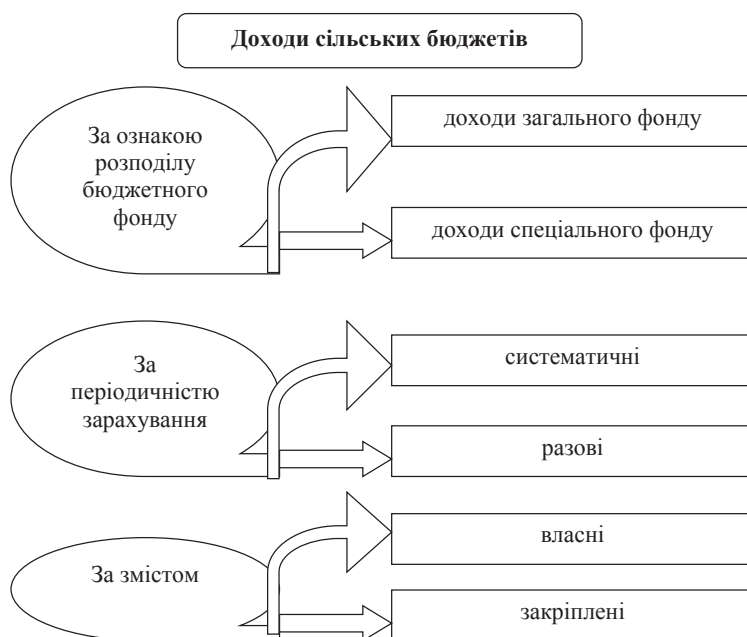 Доходи сільських бюджетів
За ознакою
розподілу
бюджетного
фонду
доходи загального фонду
доходи спеціального фонду
За
періодичністю
зарахування
систематичні
разові
За змістом
власні
закріплені